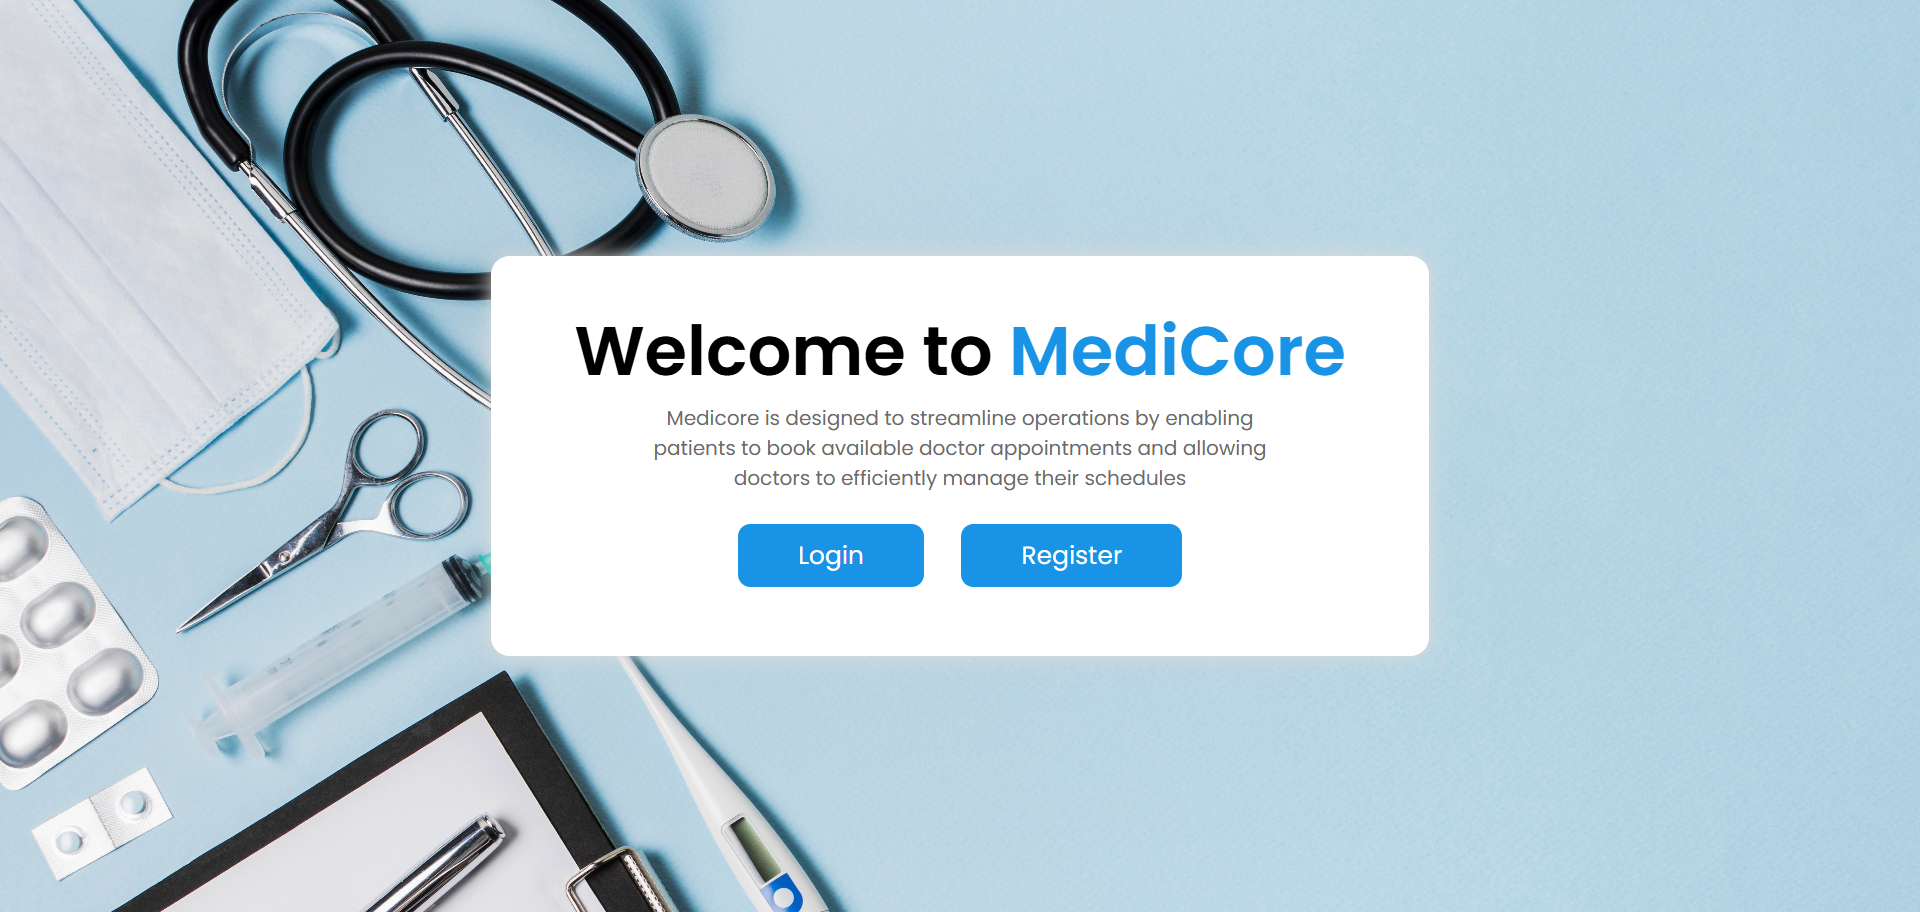 Welcome to MediCore
Medicore is designed to streamline operations by enabling
patients to book available doctor appointments and allowing
doctors to efficiently manage their schedules
Login
Register